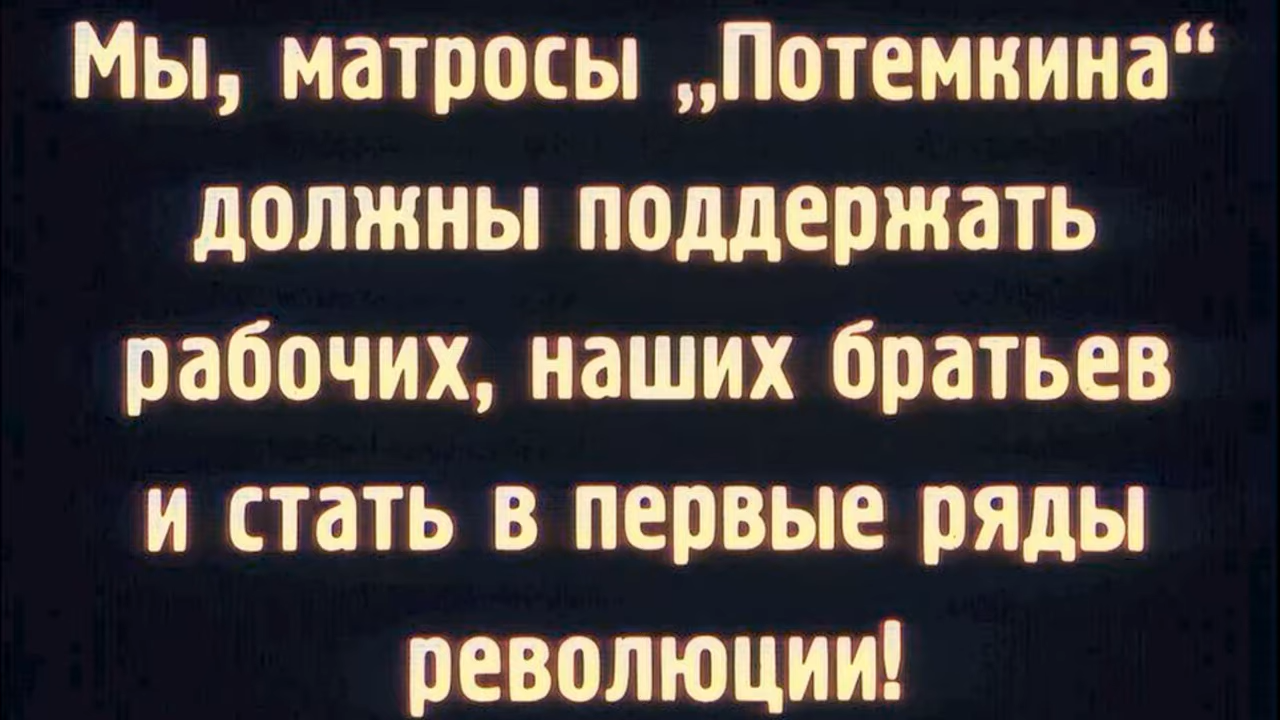 Мы, матросы „Потемкина“
должны поддержать
рабочих, наших братьев
и стать в первые ряды
революции!